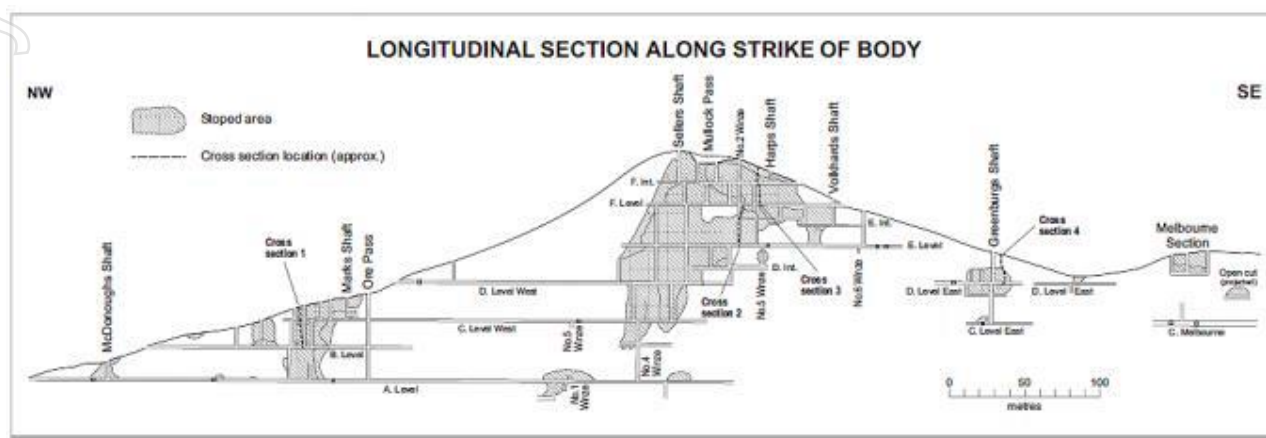 LONGITUDINAL SECTION ALONG STRIKE OF BODY
NW
SE
Stoped area
Cross section location (approx.)
Sellers Shaft
Mullock Pass
No.2 Winze
Harps Shaft
Volkhards Shaft
Greenburgs Shaft
Cross
section 4
Melbourne
Section
Open cut
(projected)
F. Int.
F. Level
E. Int.
E. Level
D. Int.
Cross
section 1
Marks Shaft
Ore Pass
McDonoughs Shaft
D. Level West
Cross
section 2
No.5 Winze
Cross
section 3
No.6 Winze
D. Level East
D. Level East
C. Level West
No.5
Winze
C. Level East
C. Melbourne
B. Level
No.4
Winze
A. Level
No.1
Winze
0 50 100
metres